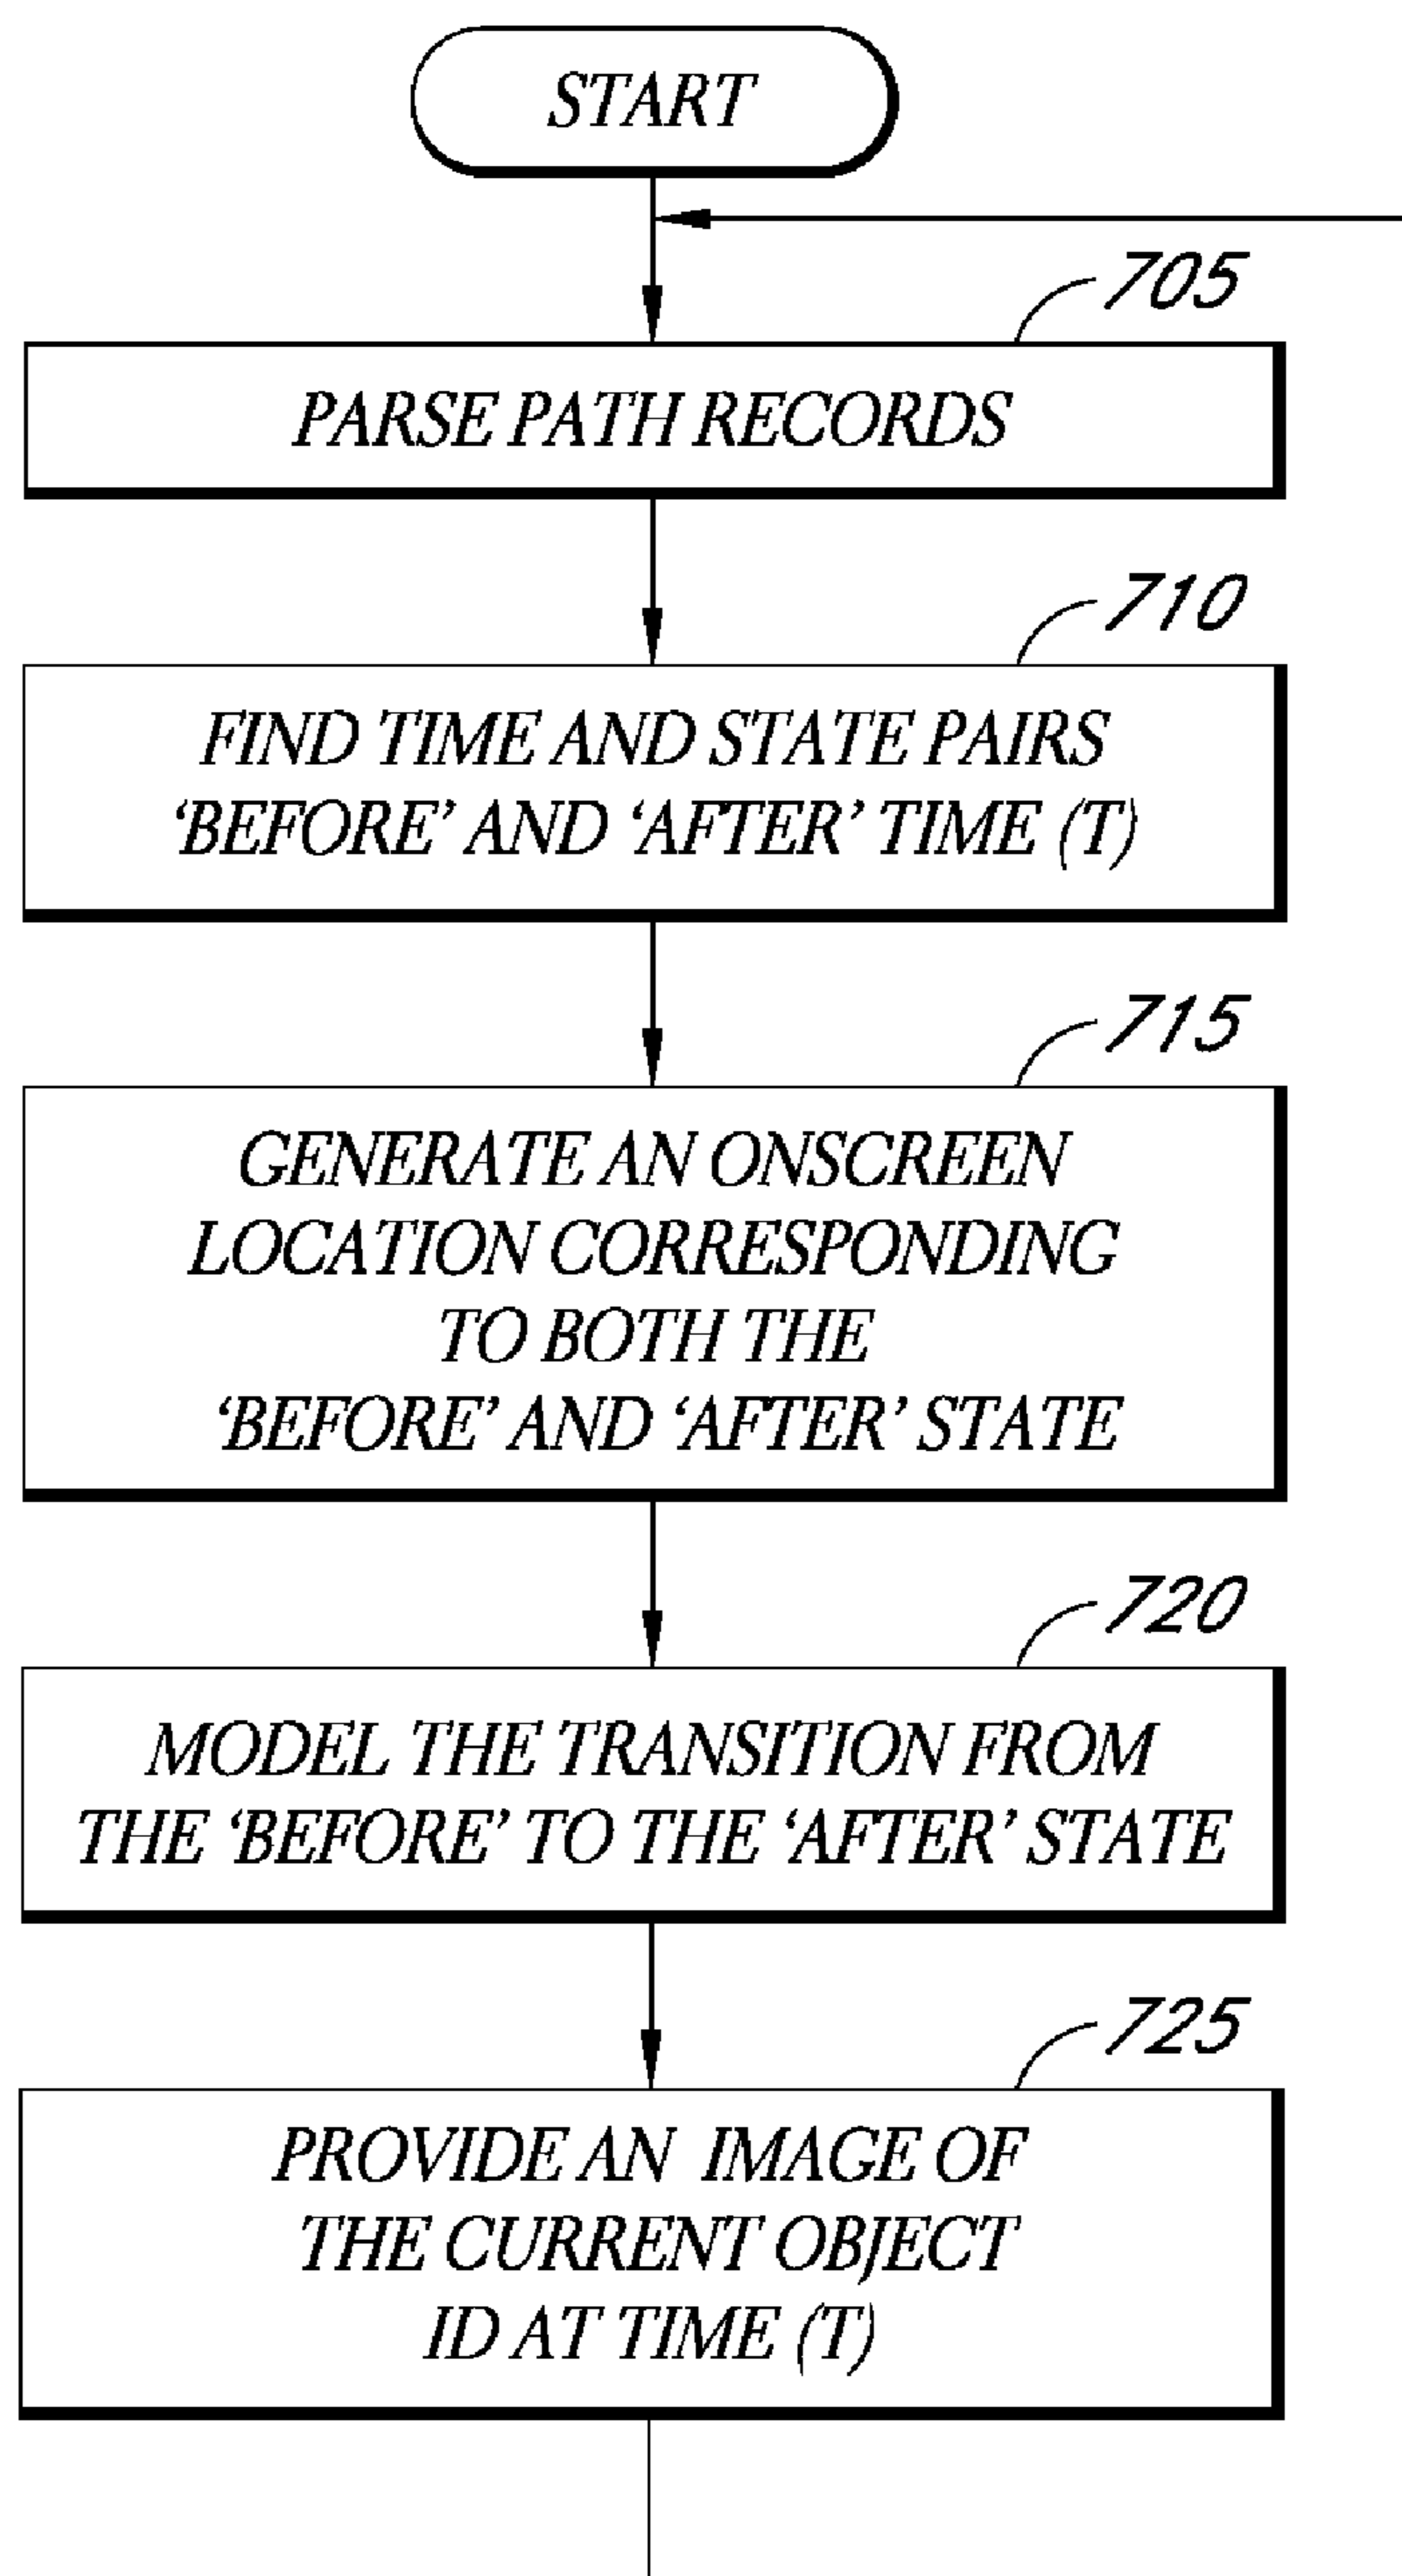 START
705
PARSE PATH RECORDS
710
FIND TIME AND STATE PAIRS
‘BEFORE’ AND ‘AFTER’ TIME (T)
715
GENERATE AN ONSCREEN
LOCATION CORRESPONDING
TO BOTH THE
‘BEFORE’ AND ‘AFTER’ STATE
720
MODEL THE TRANSITION FROM
THE ‘BEFORE’ TO THE ‘AFTER’ STATE
725
PROVIDE AN IMAGE OF
THE CURRENT OBJECT
ID AT TIME (T)